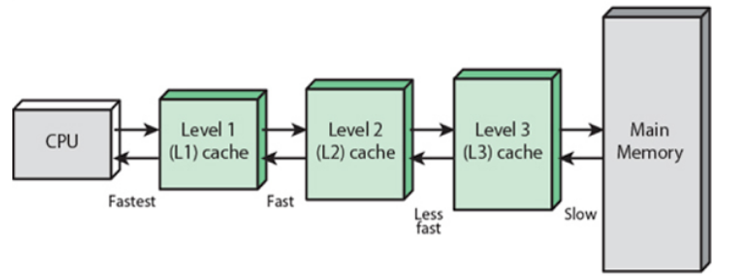 CPU
Level 1
(L1) cache
Level 2
(L2) cache
Level 3
(L3) cache
Main
Memory
Fastest
Fast
Less
fast
Slow